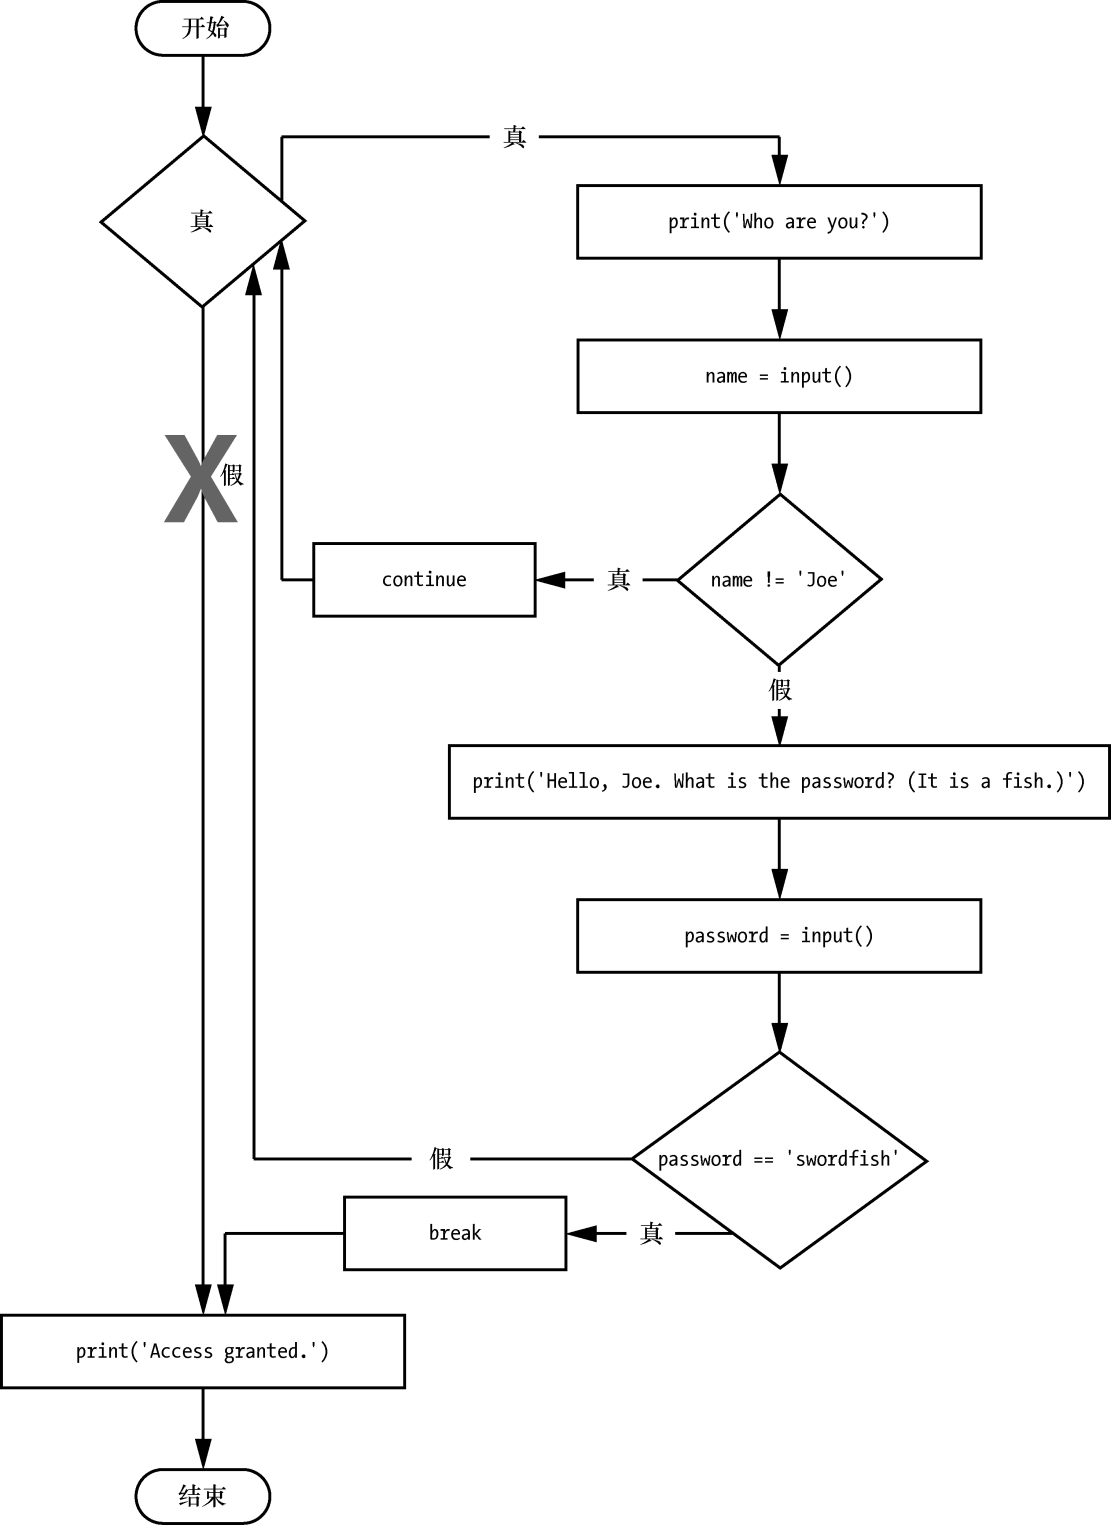 开始
真
真
print('Who are you?')
name = input()
X
假
continue
真
name != 'Joe'
假
print('Hello, Joe. What is the password? (It is a fish.)')
password = input()
假
password == 'swordfish'
break
真
print('Access granted.')
结束